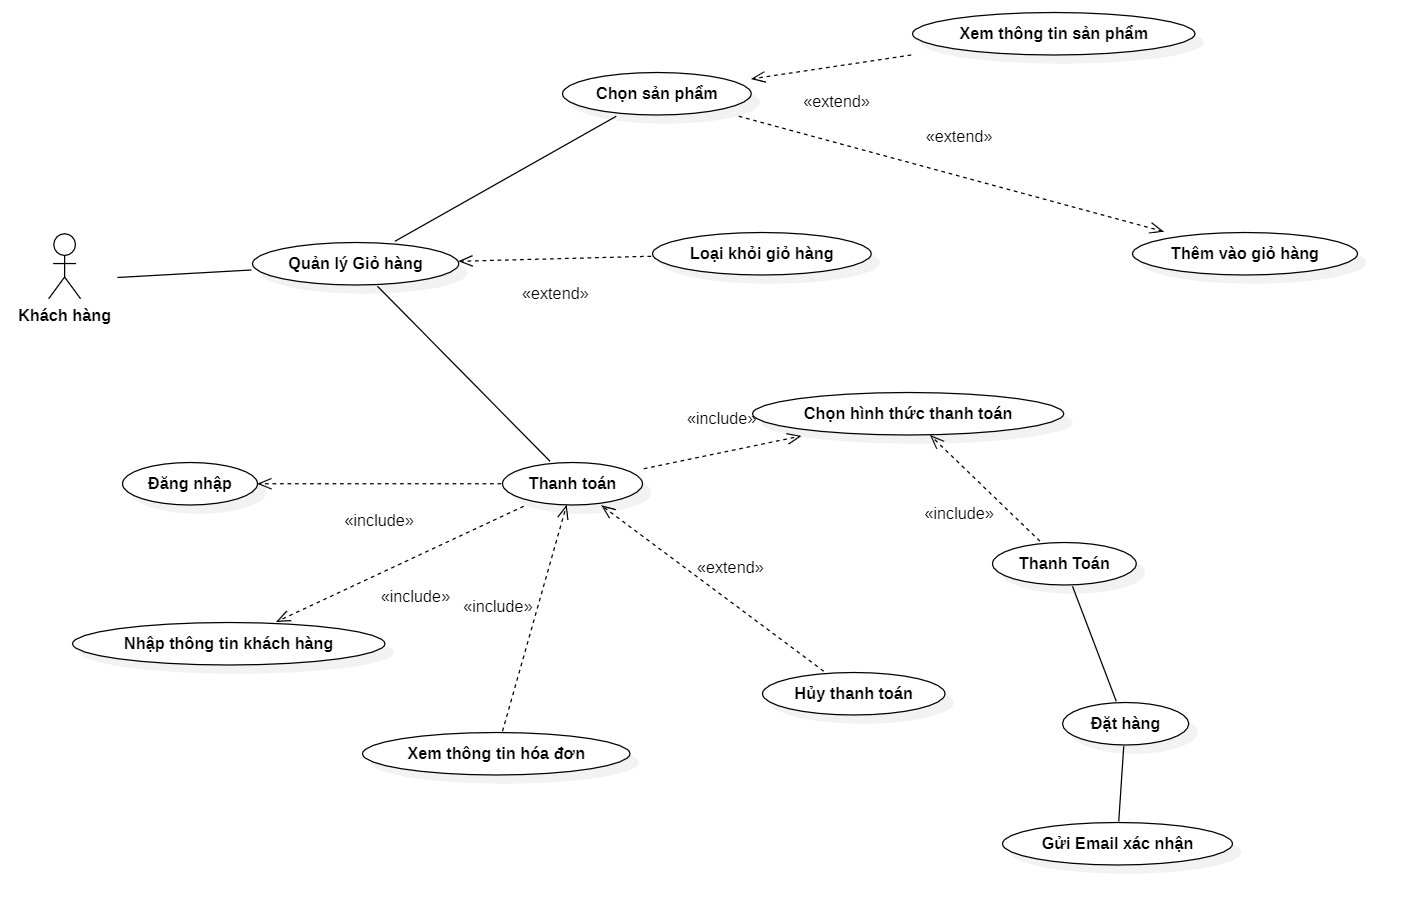 Xem thông tin sản phẩm
Chọn sản phẩm
«extend»
«extend»
Quản lý Giỏ hàng
Loại khỏi giỏ hàng
Thêm vào giỏ hàng
«extend»
Khách hàng
Chọn hình thức thanh toán
«include»
Đăng nhập
Thanh toán
«include»
«include»
«extend»
Thanh Toán
«include»
«include»
Nhập thông tin khách hàng
Hủy thanh toán
Đặt hàng
Xem thông tin hóa đơn
Gửi Email xác nhận